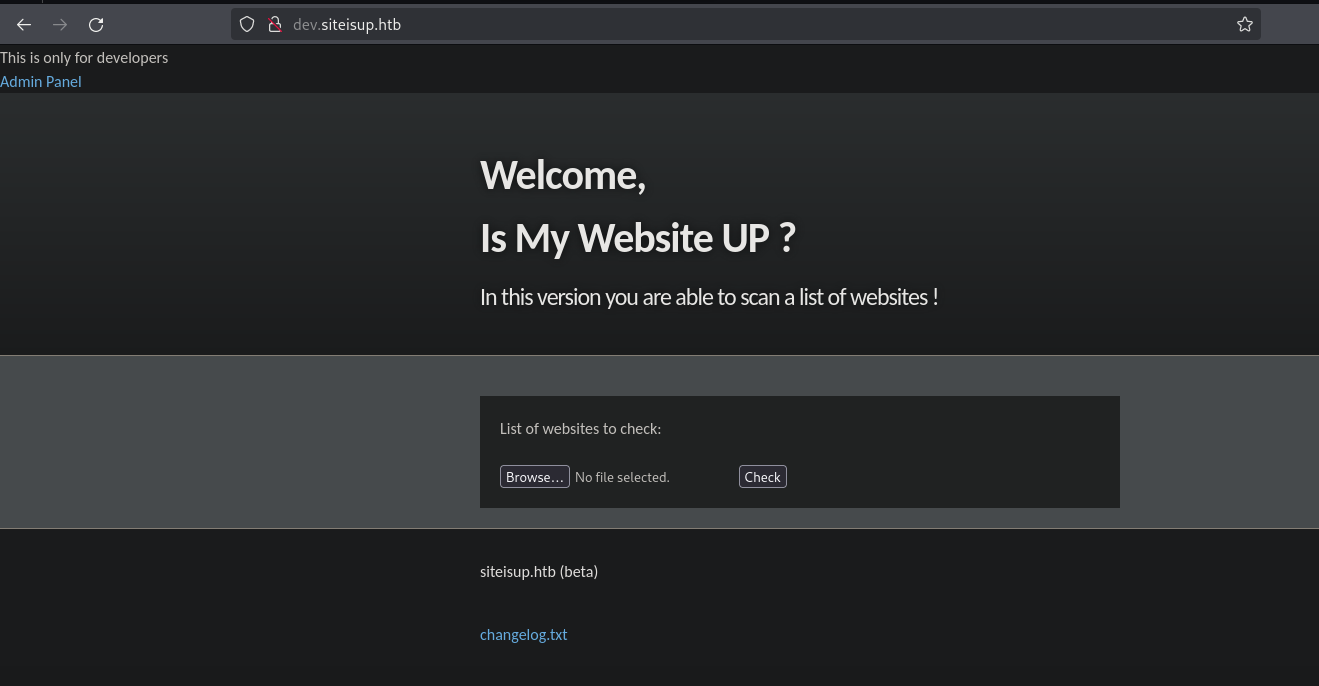 dev.siteisup.htb
This is only for developers
Admin Panel
Welcome,
Is My Website UP ?
In this version you are able to scan a list of websites !
List of websites to check:
Browse... No file selected. Check
siteisup.htb (beta)
changelog.txt